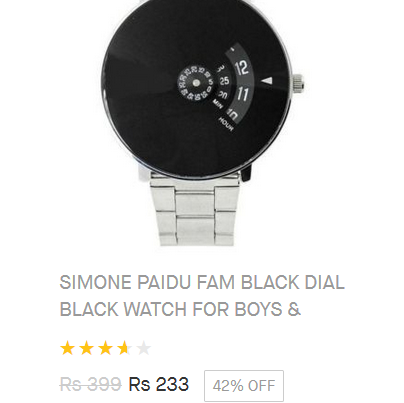 12
25
11
10
MIN
HOUR
SIMONE PAIDU FAM BLACK DIAL
BLACK WATCH FOR BOYS &
Rs 399 Rs 233 42% OFF